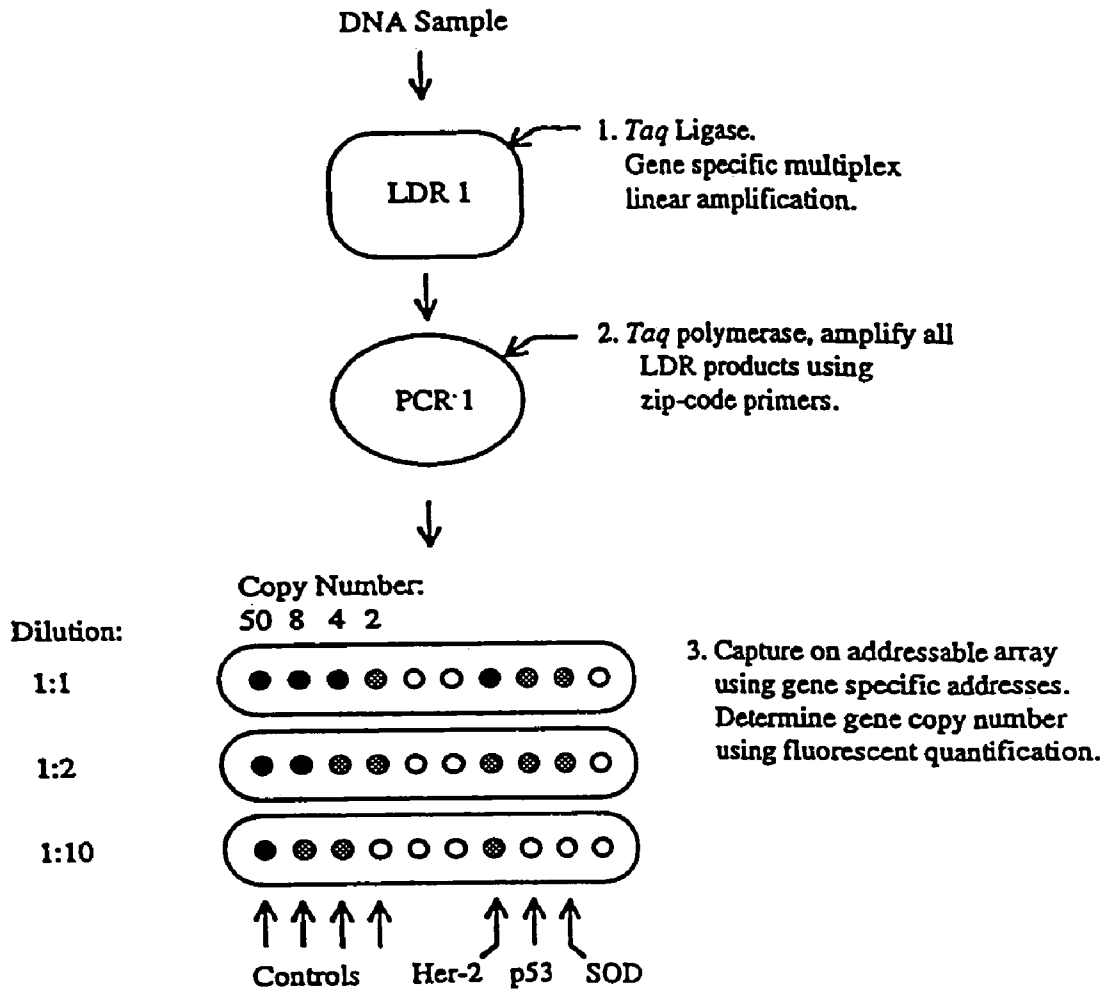 DNA Sample
1. Taq Ligase.
Gene specific multiplex
linear amplification.
LDR 1
2. Taq polymerase, amplify all
LDR products using
zip-code primers.
PCR 1
Copy Number:
50 8 4 2
Dilution:
1:1
1:2
1:10
3. Capture on addressable array
using gene specific addresses.
Determine gene copy number
using fluorescent quantification.
Controls
Her-2 p53 SOD